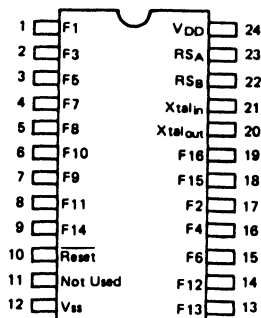 1 F1 VDD 24
2 F3 RSA 23
3 F5 RSB 22
4 F7 Xtalin 21
5 F8 Xtalout 20
6 F10 F16 19
7 F9 F15 18
8 F11 F2 17
9 F14 F4 16
10 Reset F6 15
11 Not Used F12 14
12 Vss F13 13